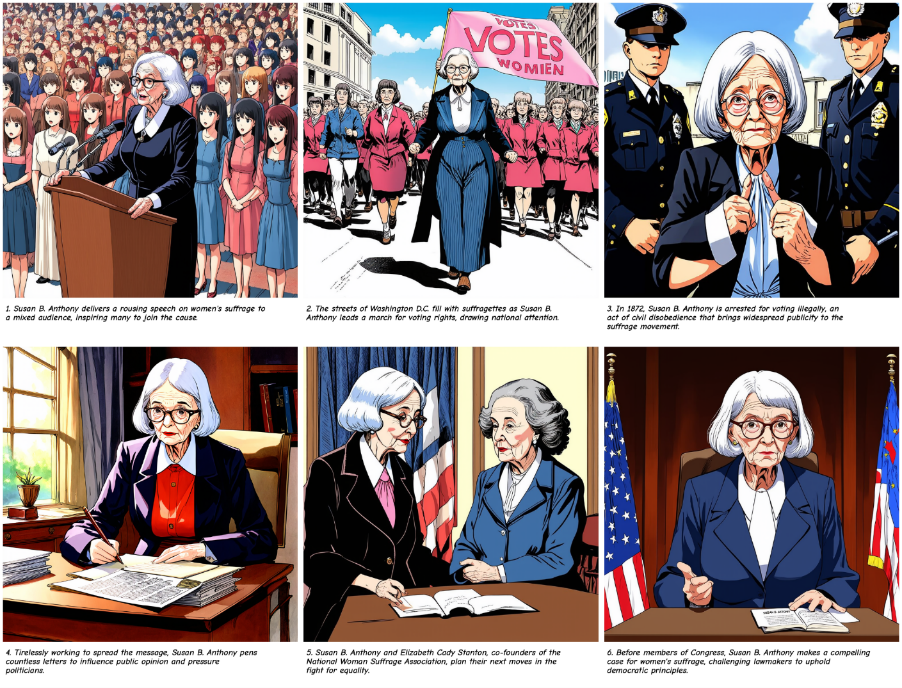 VOTES
VOTES
WOMIEN
1. Susan B. Anthony delivers a rousing speech on women's suffrage to
a mixed audience, inspiring many to join the cause
2. The streets of Washington D.C. fill with suffragettes as Susan B.
Anthony leads a march for voting rights, drawing national attention.
3. In 1872, Susan B. Anthony is arrested for voting illegally, an
act of civil disobedience that brings widespread publicity to the
suffrage movement.
4. Tirelessly working to spread the message, Susan B. Anthony pens
countless letters to influence public opinion and pressure
politicians.
5. Susan B. Anthony and Elizabeth Cady Stanton, co-founders of the
National Woman Suffrage Association, plan their next moves in the
fight for equality.
6. Before members of Congress, Susan B. Anthony makes a compelling
case for women's suffrage, challenging lawmakers to uphold
democratic principles.